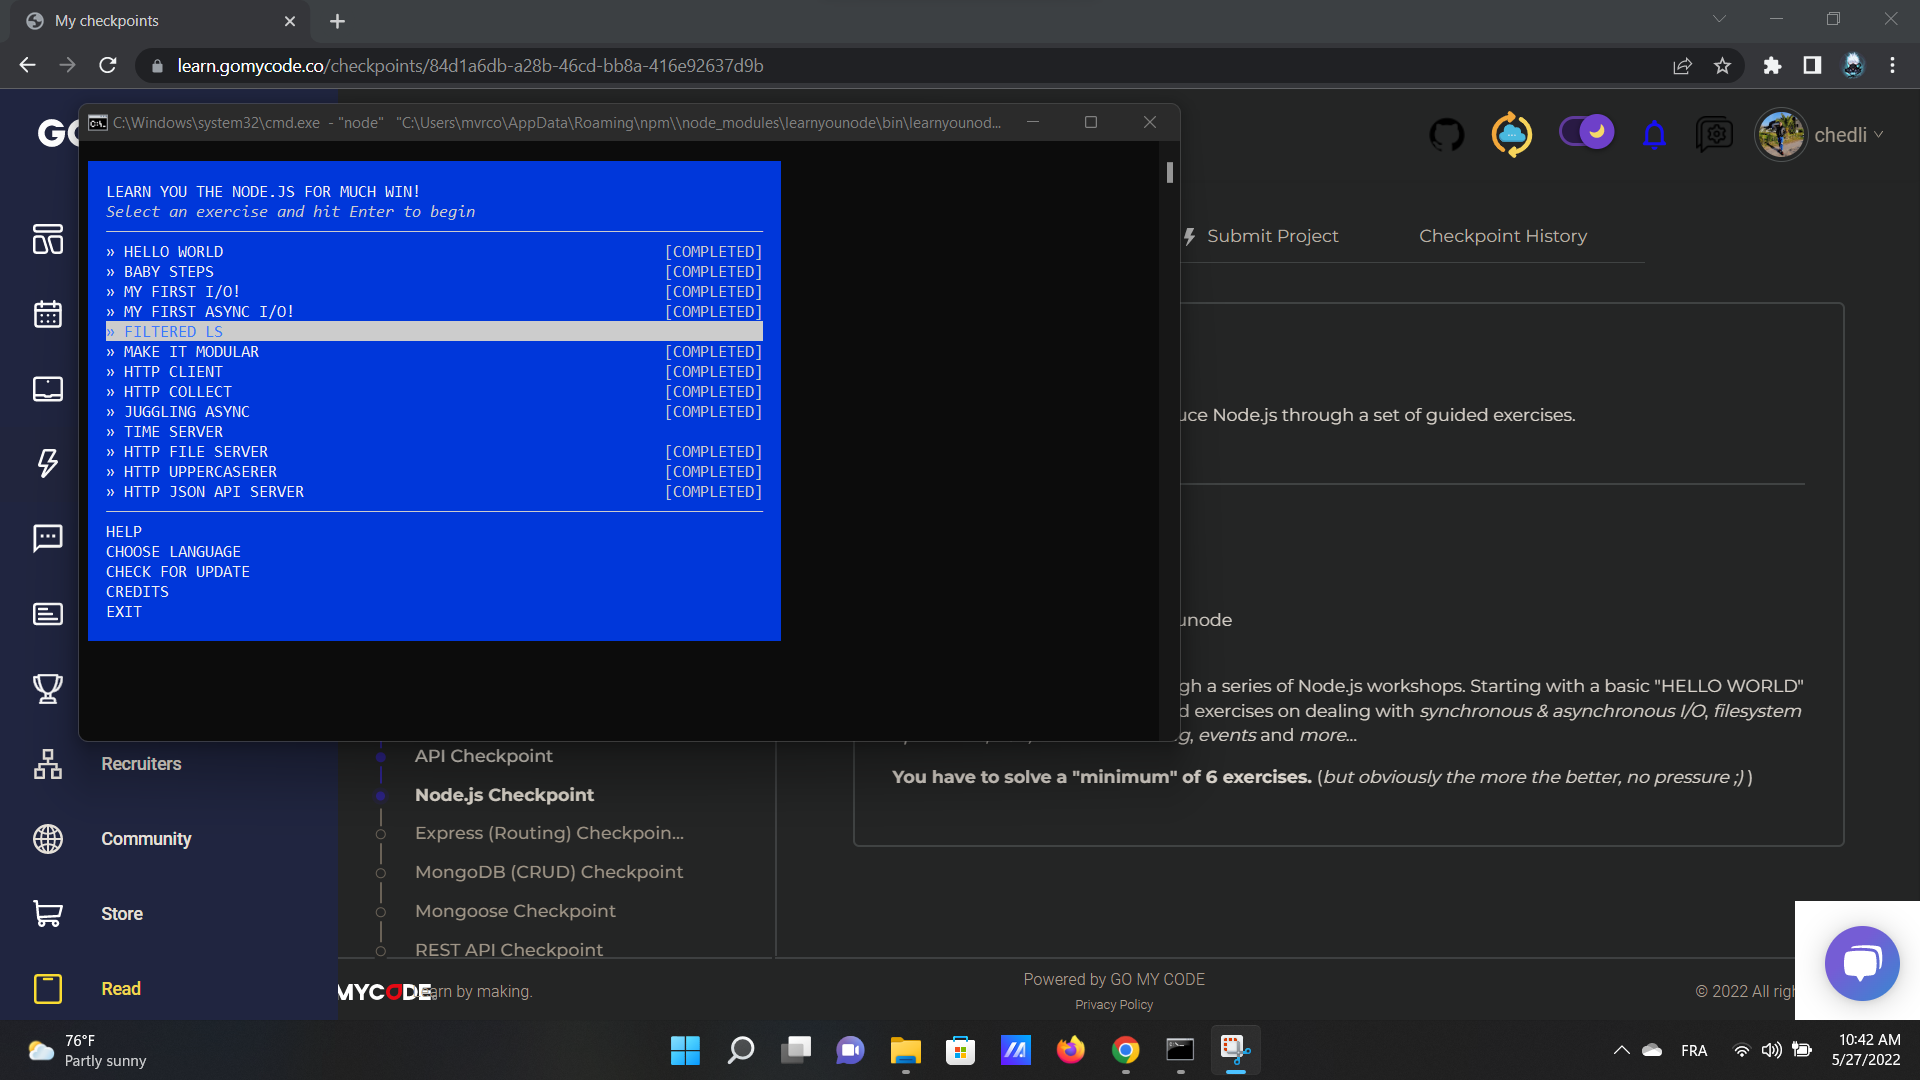 My checkpoints
learn.gomycode.co/checkpoints/84d1a6db-a28b-46cd-bb8a-416e92637d9b
GO
C:\Windows\system32\cmd.exe - "node" "C:\Users\mvrco\AppData\Roaming\npm\\node_modules\learnyounode\bin\learnyounod...
chedli
LEARN YOU THE NODE.JS FOR MUCH WIN!
Select an exercise and hit Enter to begin
» HELLO WORLD [COMPLETED]
» BABY STEPS [COMPLETED]
» MY FIRST I/O! [COMPLETED]
» MY FIRST ASYNC I/O! [COMPLETED]
» FILTERED LS
» MAKE IT MODULAR [COMPLETED]
» HTTP CLIENT [COMPLETED]
» HTTP COLLECT [COMPLETED]
» JUGGLING ASYNC [COMPLETED]
» TIME SERVER
» HTTP FILE SERVER [COMPLETED]
» HTTP UPPERCASERER [COMPLETED]
» HTTP JSON API SERVER [COMPLETED]
HELP
CHOOSE LANGUAGE
CHECK FOR UPDATE
CREDITS
EXIT
Submit Project
Checkpoint History
uce Node.js through a set of guided exercises.
unode
gh a series of Node.js workshops. Starting with a basic "HELLO WORLD"
d exercises on dealing with synchronous & asynchronous I/O, filesystem
g, events and more...
You have to solve a "minimum" of 6 exercises. (but obviously the more the better, no pressure ;) )
Recruiters
Community
Store
Read
API Checkpoint
Node.js Checkpoint
Express (Routing) Checkpoin...
MongoDB (CRUD) Checkpoint
Mongoose Checkpoint
REST API Checkpoint
MYCODE
Learn by making.
Powered by GO MY CODE
Privacy Policy
© 2022 All righ
76°F
Partly sunny
FRA
10:42 AM
5/27/2022